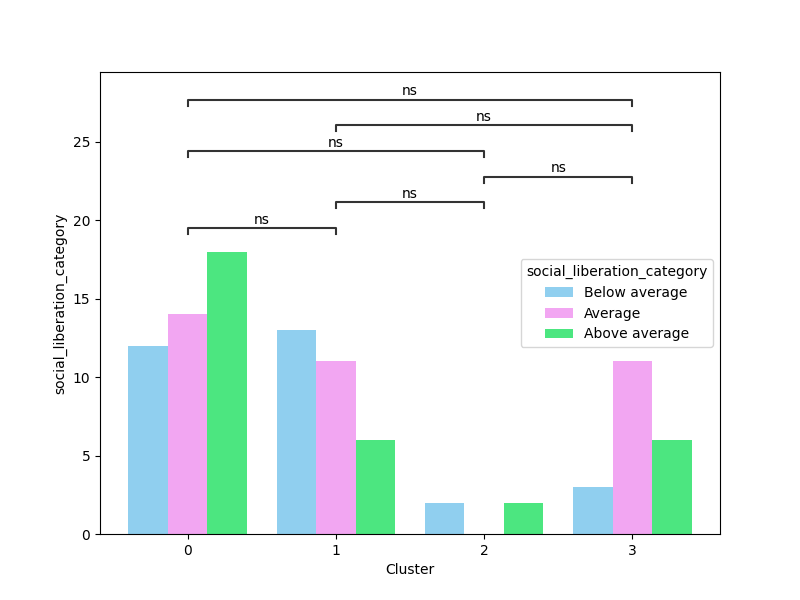 ns
ns
ns
ns
ns
ns
25
20
15
10
5
0
social_liberation_category
social_liberation_category
Below average
Average
Above average
0 1 2 3
Cluster